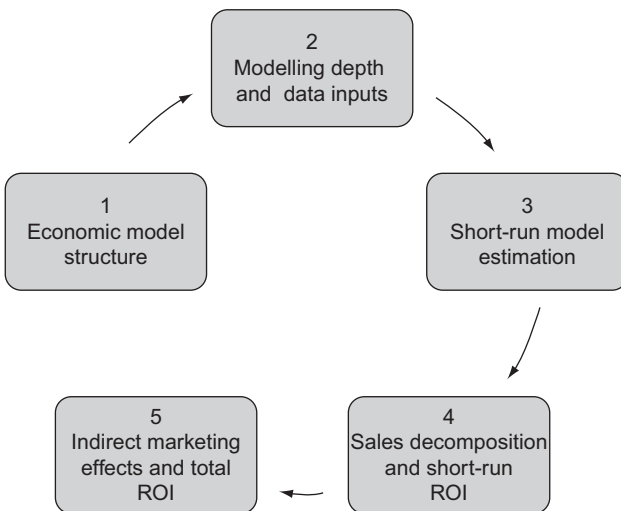 1
Economic model
structure
2
Modelling depth
and data inputs
3
Short-run model
estimation
4
Sales decomposition
and short-run
ROI
5
Indirect marketing
effects and total
ROI